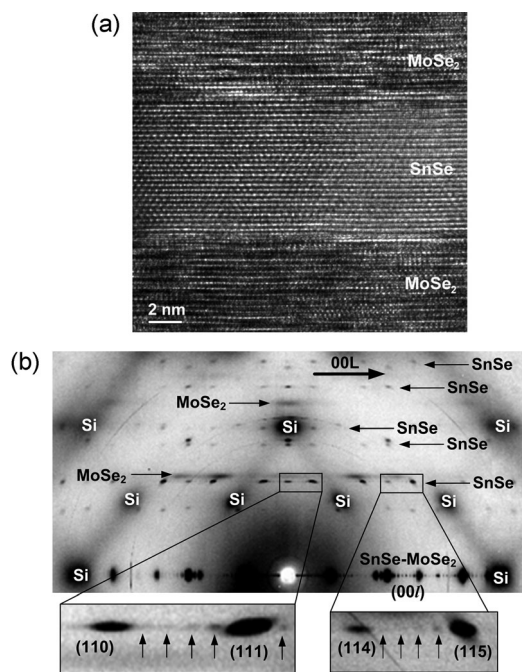 (a)
MoSe₂
SnSe
MoSe₂
2 nm
(b)
00L
SnSe
SnSe
MoSe₂
Si
Si
Si
SnSe
SnSe
MoSe₂
SnSe
Si
Si
Si
Si
SnSe-MoSe₂
Si
(00l)
Si
(110)
(111)
(114)
(115)